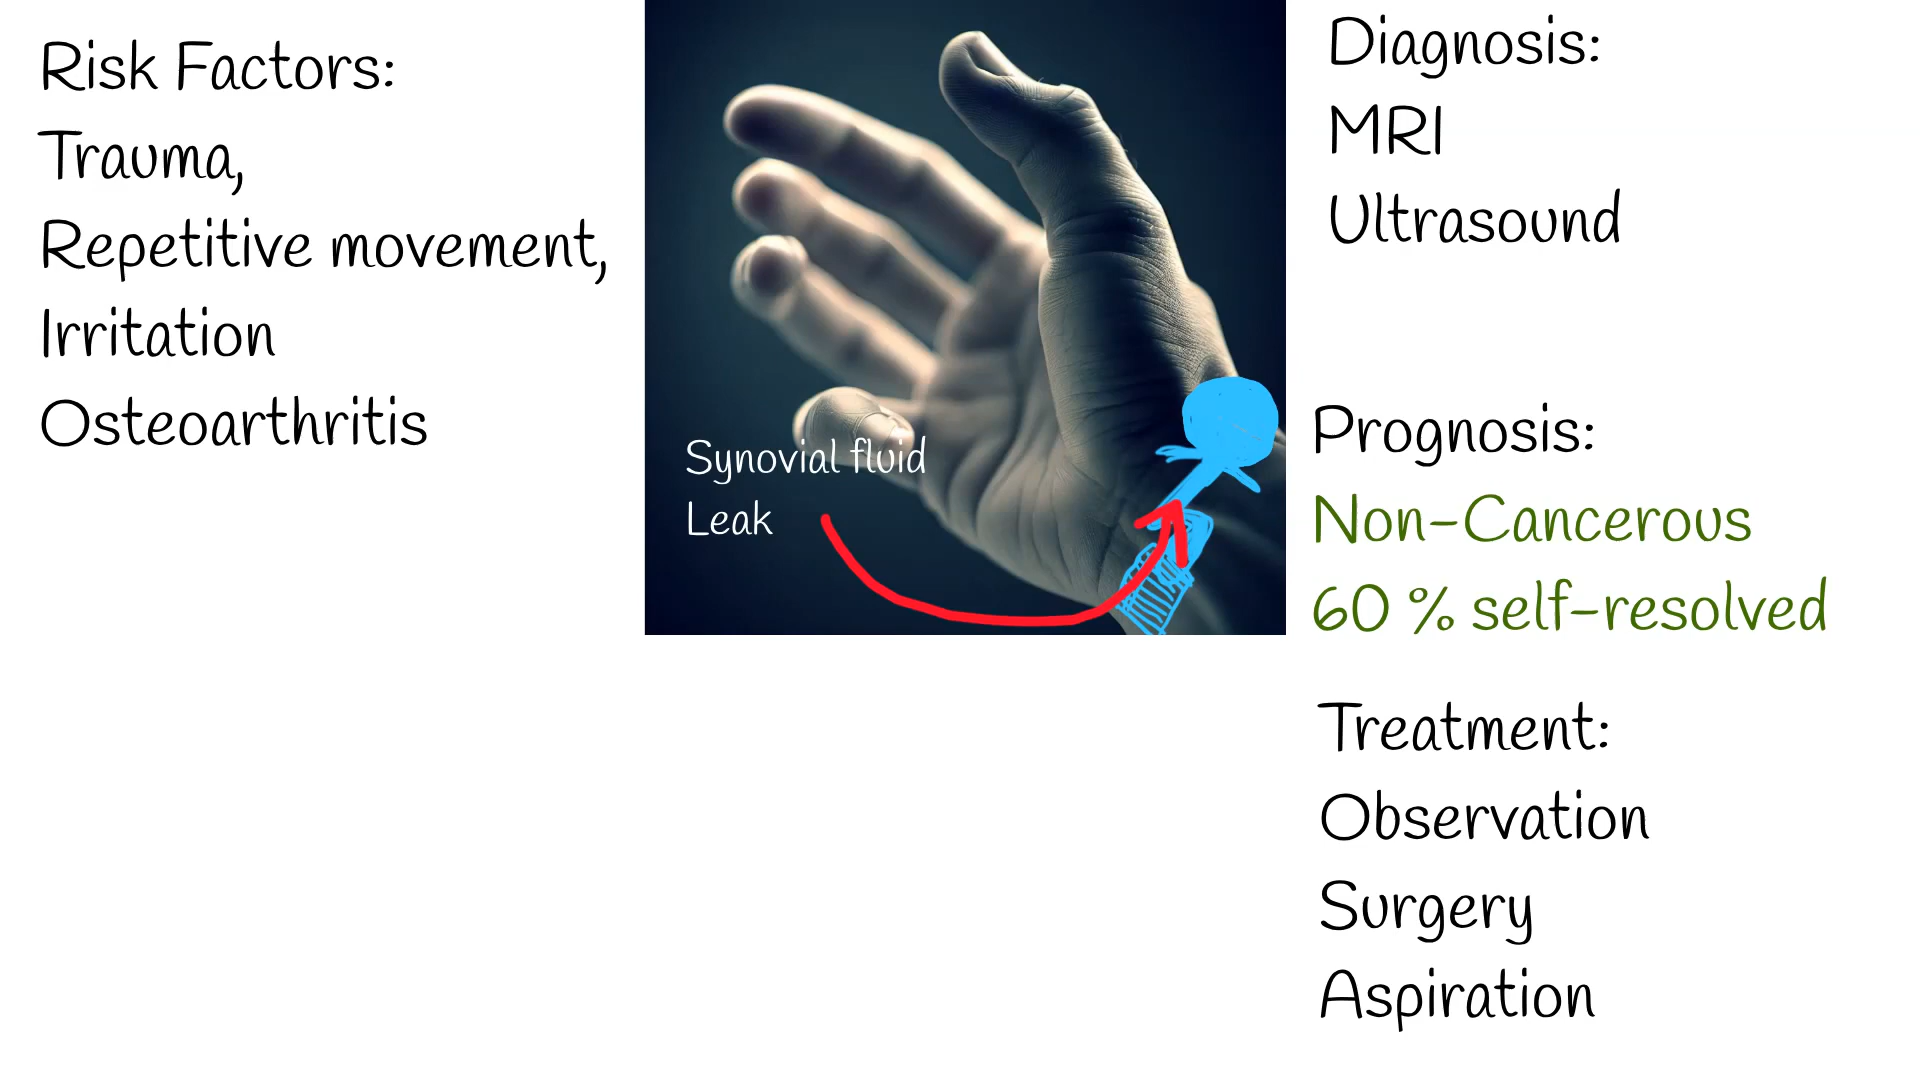 Risk Factors:
Trauma,
Repetitive movement,
Irritation
Osteoarthritis
Synovial fluid
Leak
Diagnosis:
MRI
Ultrasound
Prognosis:
Non-Cancerous
60 % self-resolved
Treatment:
Observation
Surgery
Aspiration